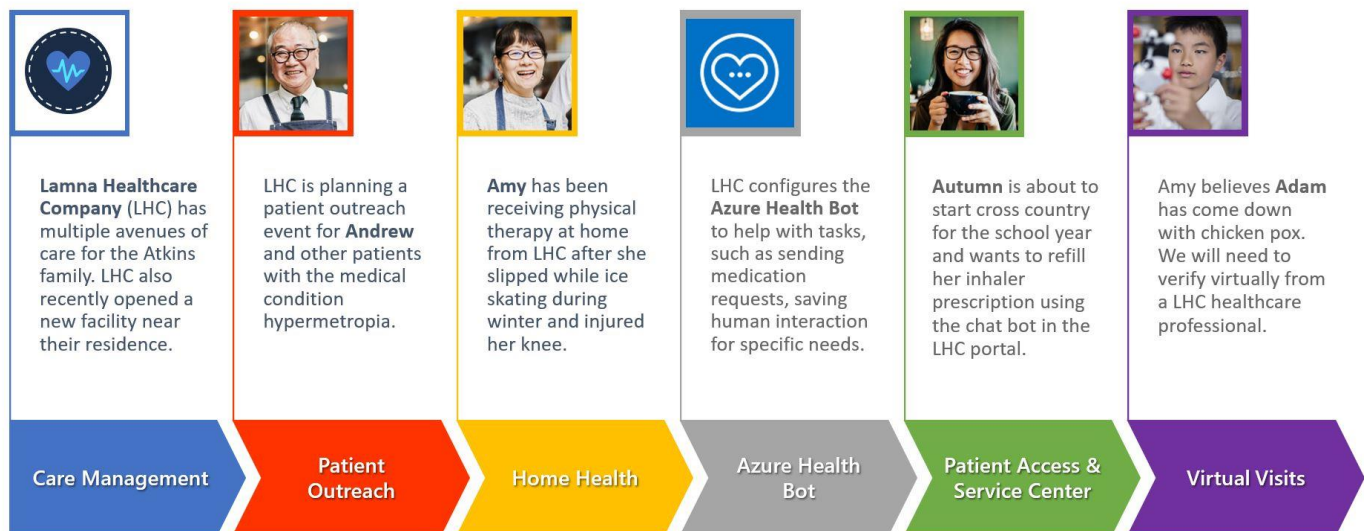 Lamna Healthcare
Company (LHC) has
multiple avenues of
care for the Atkins
family. LHC also
recently opened a
new facility near
their residence.
LHC is planning a
patient outreach
event for Andrew
and other patients
with the medical
condition
hypermetropia.
Amy has been
receiving physical
therapy at home
from LHC after she
slipped while ice
skating during
winter and injured
her knee.
LHC configures the
Azure Health Bot
to help with tasks,
such as sending
medication
requests, saving
human interaction
for specific needs.
Autumn is about to
start cross country
for the school year
and wants to refill
her inhaler
prescription using
the chat bot in the
LHC portal.
Amy believes Adam
has come down
with chicken pox.
We will need to
verify virtually from
a LHC healthcare
professional.
Care Management
Patient
Outreach
Home Health
Azure Health
Bot
Patient Access &
Service Center
Virtual Visits